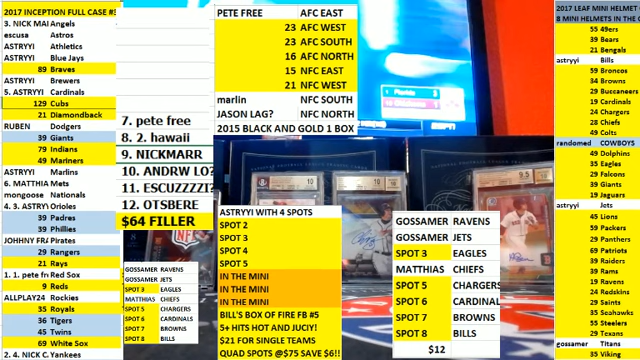 2017 INCEPTION FULL CASE #
3. NICK MAI Angels
escusa Astros
ASTRYYI Athletics
ASTRYYI Blue Jays
89 Braves
ASTRYYI Brewers
5. ASTRYYI Cardinals
129 Cubs
21 Diamondback
RUBEN Dodgers
39 Giants
79 Indians
49 Mariners
ASTRYYI Marlins
6. MATTHIA Mets
mongoose Nationals
4. 3. ASTRYI Orioles
39 Padres
39 Phillies
JOHHNY FRA Pirates
29 Rangers
21 Rays
1. 1. pete fr Red Sox
9 Reds
ALLPLAY24 Rockies
35 Royals
36 Tigers
45 Twins
69 White Sox
2. 4. NICK C. Yankees
7. pete free
8. 2. hawaii
9. NICKMARR
10. ANDRW LO?
11. ESCUZZZZI?
12. OTSBERE
$64 FILLER
GOSSAMER RAVENS
GOSSAMER JETS
SPOT 3 EAGLES
MATTHIAS CHIEFS
SPOT 5 CHARGERS
SPOT 6 CARDINALS
SPOT 7 BROWNS
SPOT 8 BILLS
PETE FREE AFC EAST
23 AFC WEST
23 AFC SOUTH
16 AFC NORTH
15 NFC EAST
21 NFC WEST
marlin NFC SOUTH
JASON LAG? NFC NORTH
2015 BLACK AND GOLD 1 BOX
ASTRYYI WITH 4 SPOTS
SPOT 2
SPOT 3
SPOT 4
SPOT 5
IN THE MINI
IN THE MINI
IN THE MINI
BILL'S BOX OF FIRE FB #5
5+ HITS HOT AND JUCIY!
$21 FOR SINGLE TEAMS
QUAD SPOTS @$75 SAVE $6!!
GOSSAMER RAVENS
GOSSAMER JETS
SPOT 3 EAGLES
MATTHIAS CHIEFS
SPOT 5 CHARGERS
SPOT 6 CARDINAL
SPOT 7 BROWNS
SPOT 8 BILLS
$12
2017 LEAF MINI HELMET
8 MINI HELMETS IN THE
55 49ers
39 Bears
21 Bengals
astryyi Bills
59 Broncos
34 Browns
29 Buccaneers
19 Cardinals
24 Chargers
28 Chiefs
49 Colts
randomed COWBOYS
49 Dolphins
35 Eagles
29 Falcons
39 Giants
19 Jaguars
astryyi Jets
45 Lions
59 Packers
29 Panthers
69 Patriots
35 Raiders
39 Rams
19 Ravens
24 Redskins
29 Saints
35 Seahawks
55 Steelers
29 Texans
gossamer Titans
35 Viking